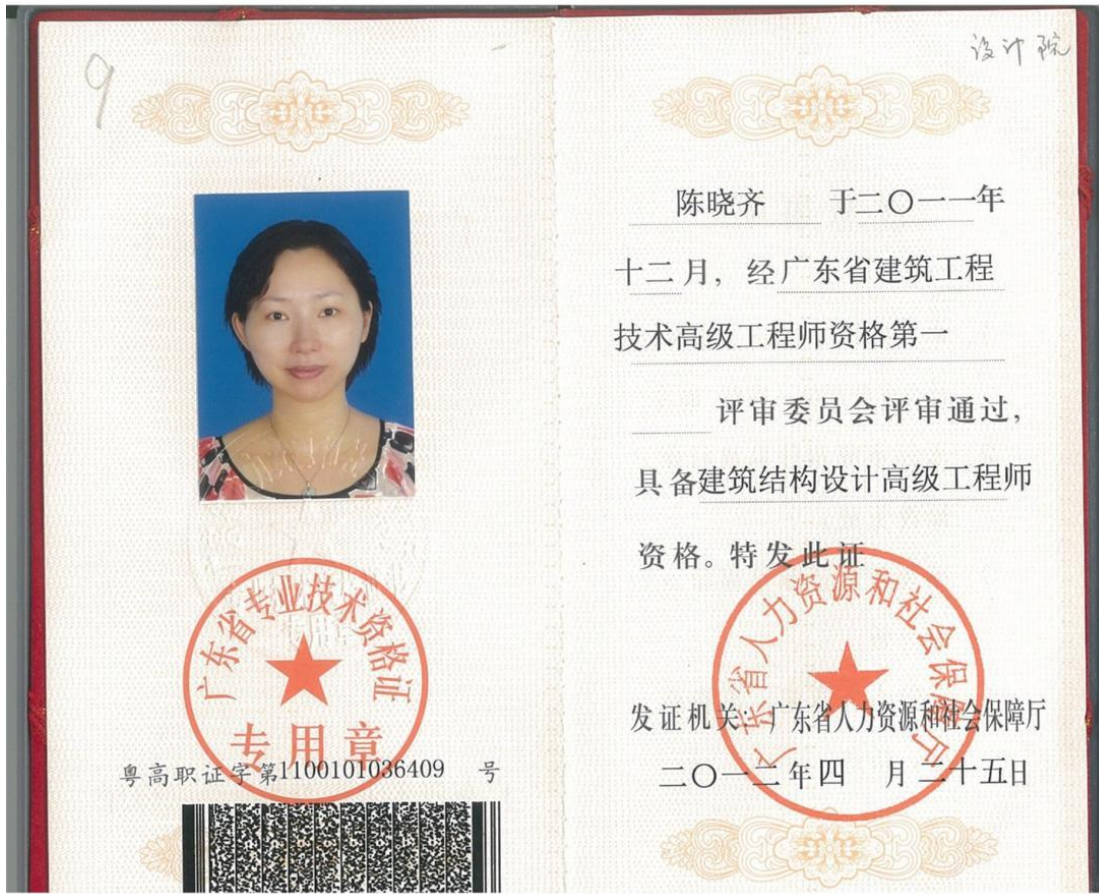 9
广东省专业技术资格证
专用章
粤高职证字第1100101036409 号
设计院
陈晓齐 于二〇一一年
十二月，经广东省建筑工程
技术高级工程师资格第一
评审委员会评审通过，
具备建筑结构设计高级工程师
资格。特发此证
广东省人力资源和社会保障厅
发证机关：广东省人力资源和社会保障厅
二〇一二年四 月二十五日